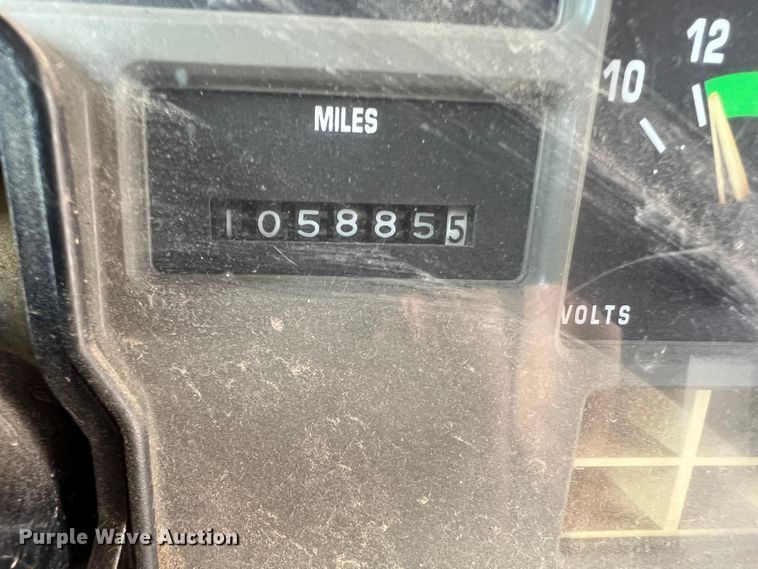 12
10
MILES
1058855
VOLTS
Purple Wave Auction